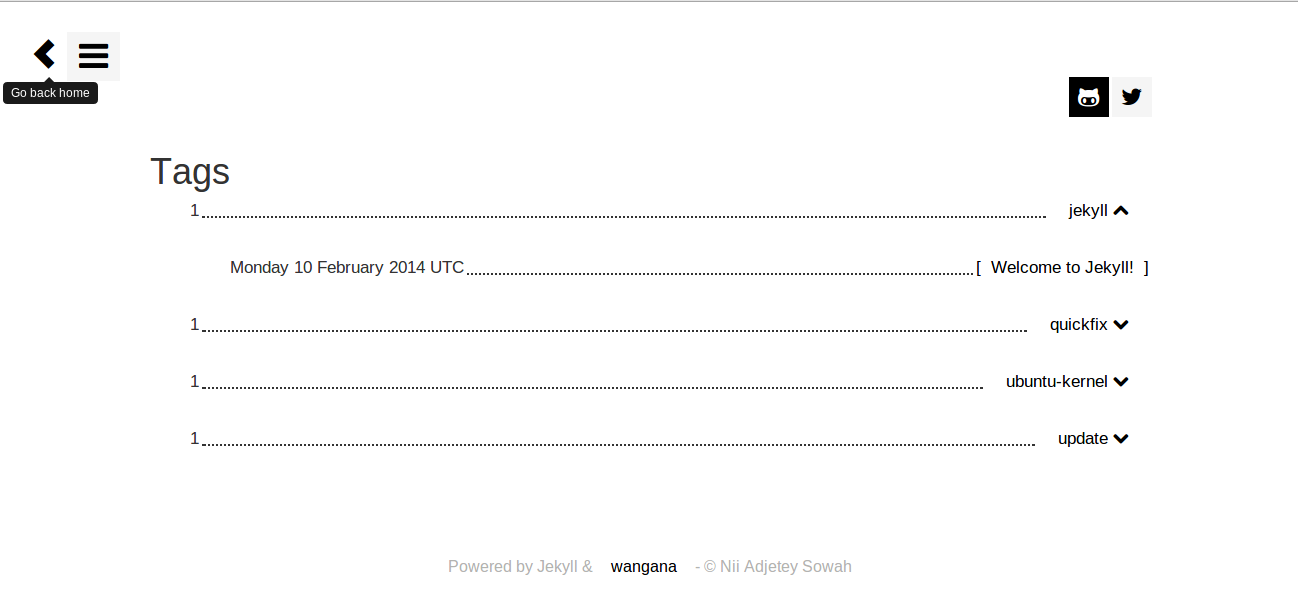 Go back home
Tags
1 jekyll
Monday 10 February 2014 UTC [ Welcome to Jekyll! ]
1 quickfix
1 ubuntu-kernel
1 update
Powered by Jekyll & wangana - © Nii Adjetey Sowah